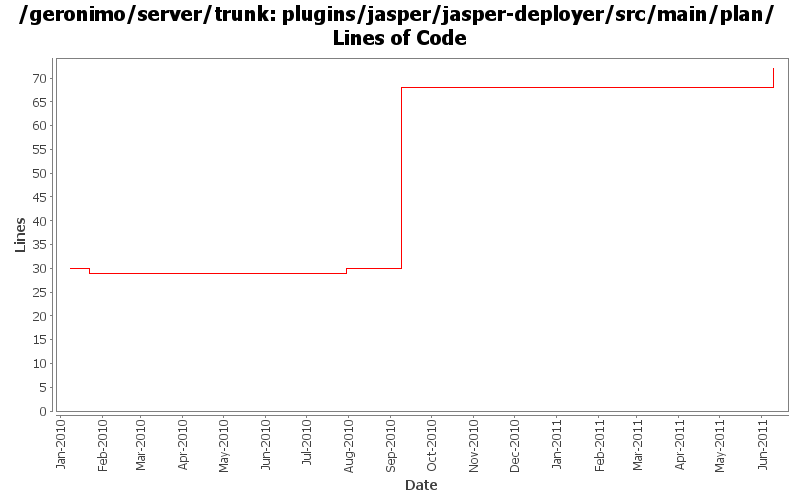 /geronimo/server/trunk: plugins/jasper/jasper-deployer/src/main/plan/
Lines of Code
70
65
60
55
50
45
40
35
30
25
20
15
10
5
0
Lines
Jan-2010
Feb-2010
Mar-2010
Apr-2010
May-2010
Jun-2010
Jul-2010
Aug-2010
Sep-2010
Oct-2010
Nov-2010
Dec-2010
Jan-2011
Feb-2011
Mar-2011
Apr-2011
May-2011
Jun-2011
Date